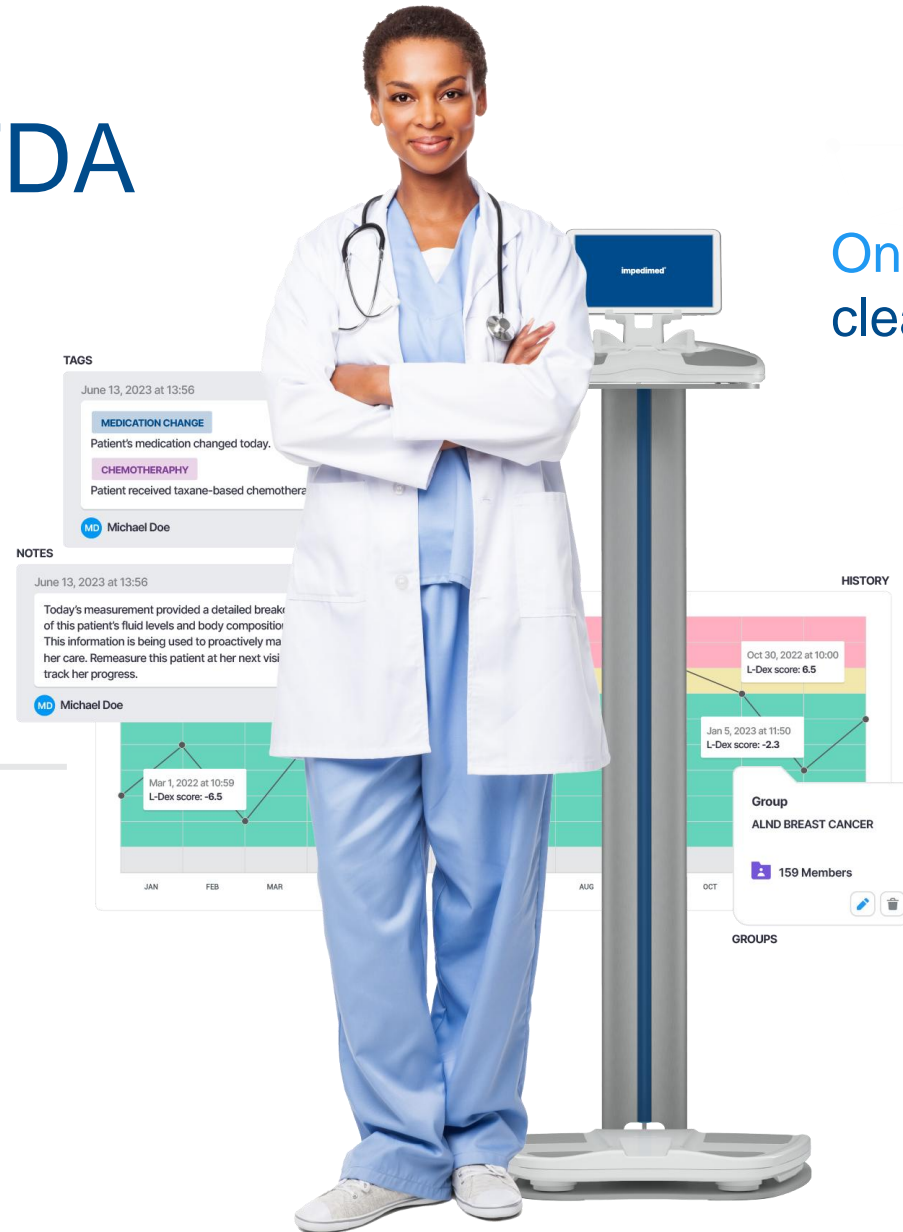 DA
On
clea
impedimed
TAGS
June 13, 2023 at 13:56
MEDICATION CHANGE
Patient's medication changed today.
CHEMOTHERAPY
Patient received taxane-based chemothera
MD Michael Doe
NOTES
June 13, 2023 at 13:56
Today's measurement provided a detailed breakd
of this patient's fluid levels and body composition
This information is being used to proactively ma
her care. Remeasure this patient at her next visi
track her progress.
MD Michael Doe
HISTORY
Oct 30, 2022 at 10:00
L-Dex score: 6.5
Jan 5, 2023 at 11:50
L-Dex score: -2.3
Mar 1, 2022 at 10:59
L-Dex score: -6.5
JAN FEB MAR AUG OCT
Group
ALND BREAST CANCER
159 Members
GROUPS